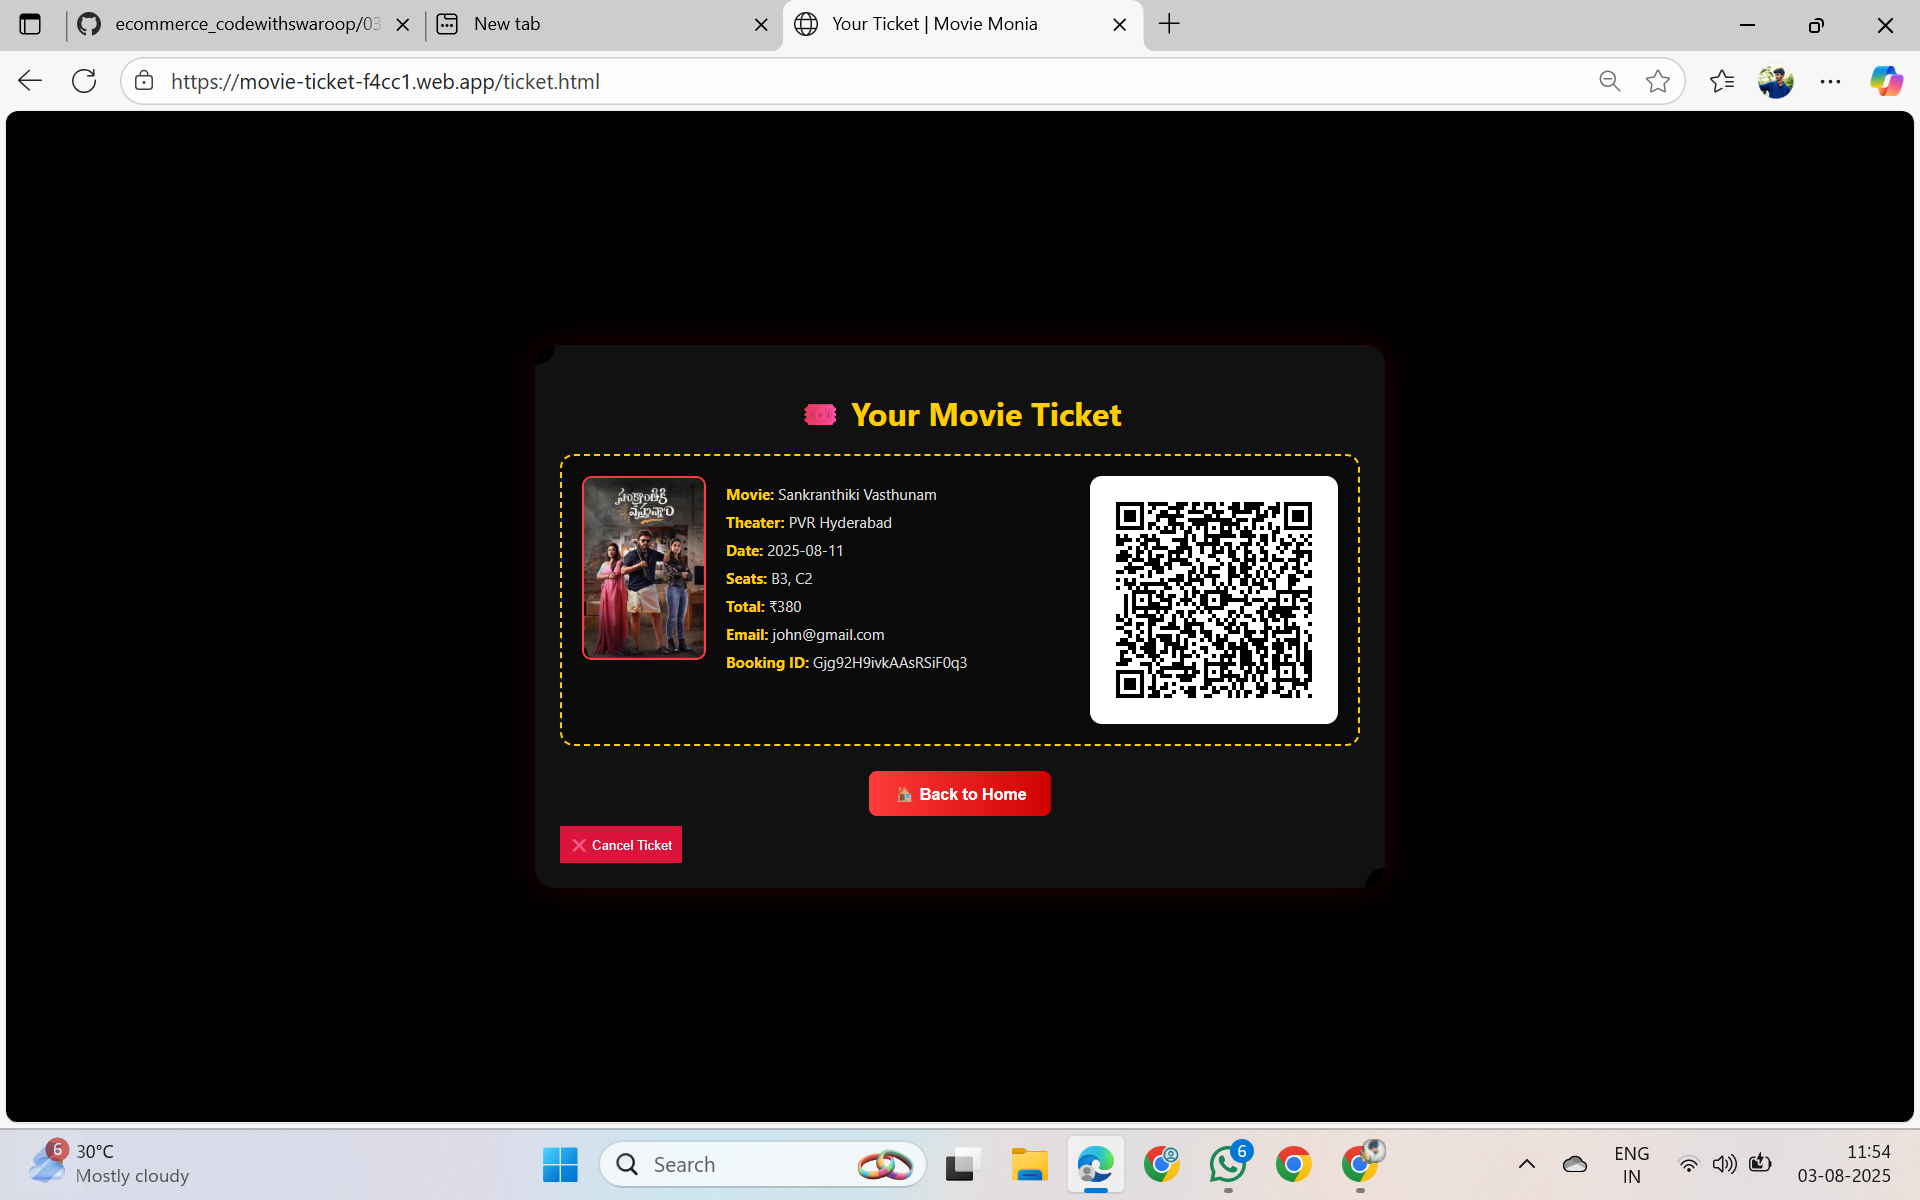 ecommerce_codewithswaroop/03
New tab
Your Ticket | Movie Monia
https://movie-ticket-f4cc1.web.app/ticket.html
Your Movie Ticket
సంక్రాంతికి
వస్తున్నాం
Movie: Sankranthiki Vasthunam
Theater: PVR Hyderabad
Date: 2025-08-11
Seats: B3, C2
Total: ₹380
Email: john@gmail.com
Booking ID: Gjg92H9ivkAAsRSiF0q3
Back to Home
Cancel Ticket
6
30°C
Mostly cloudy
Search
6
ENG
IN
11:54
03-08-2025